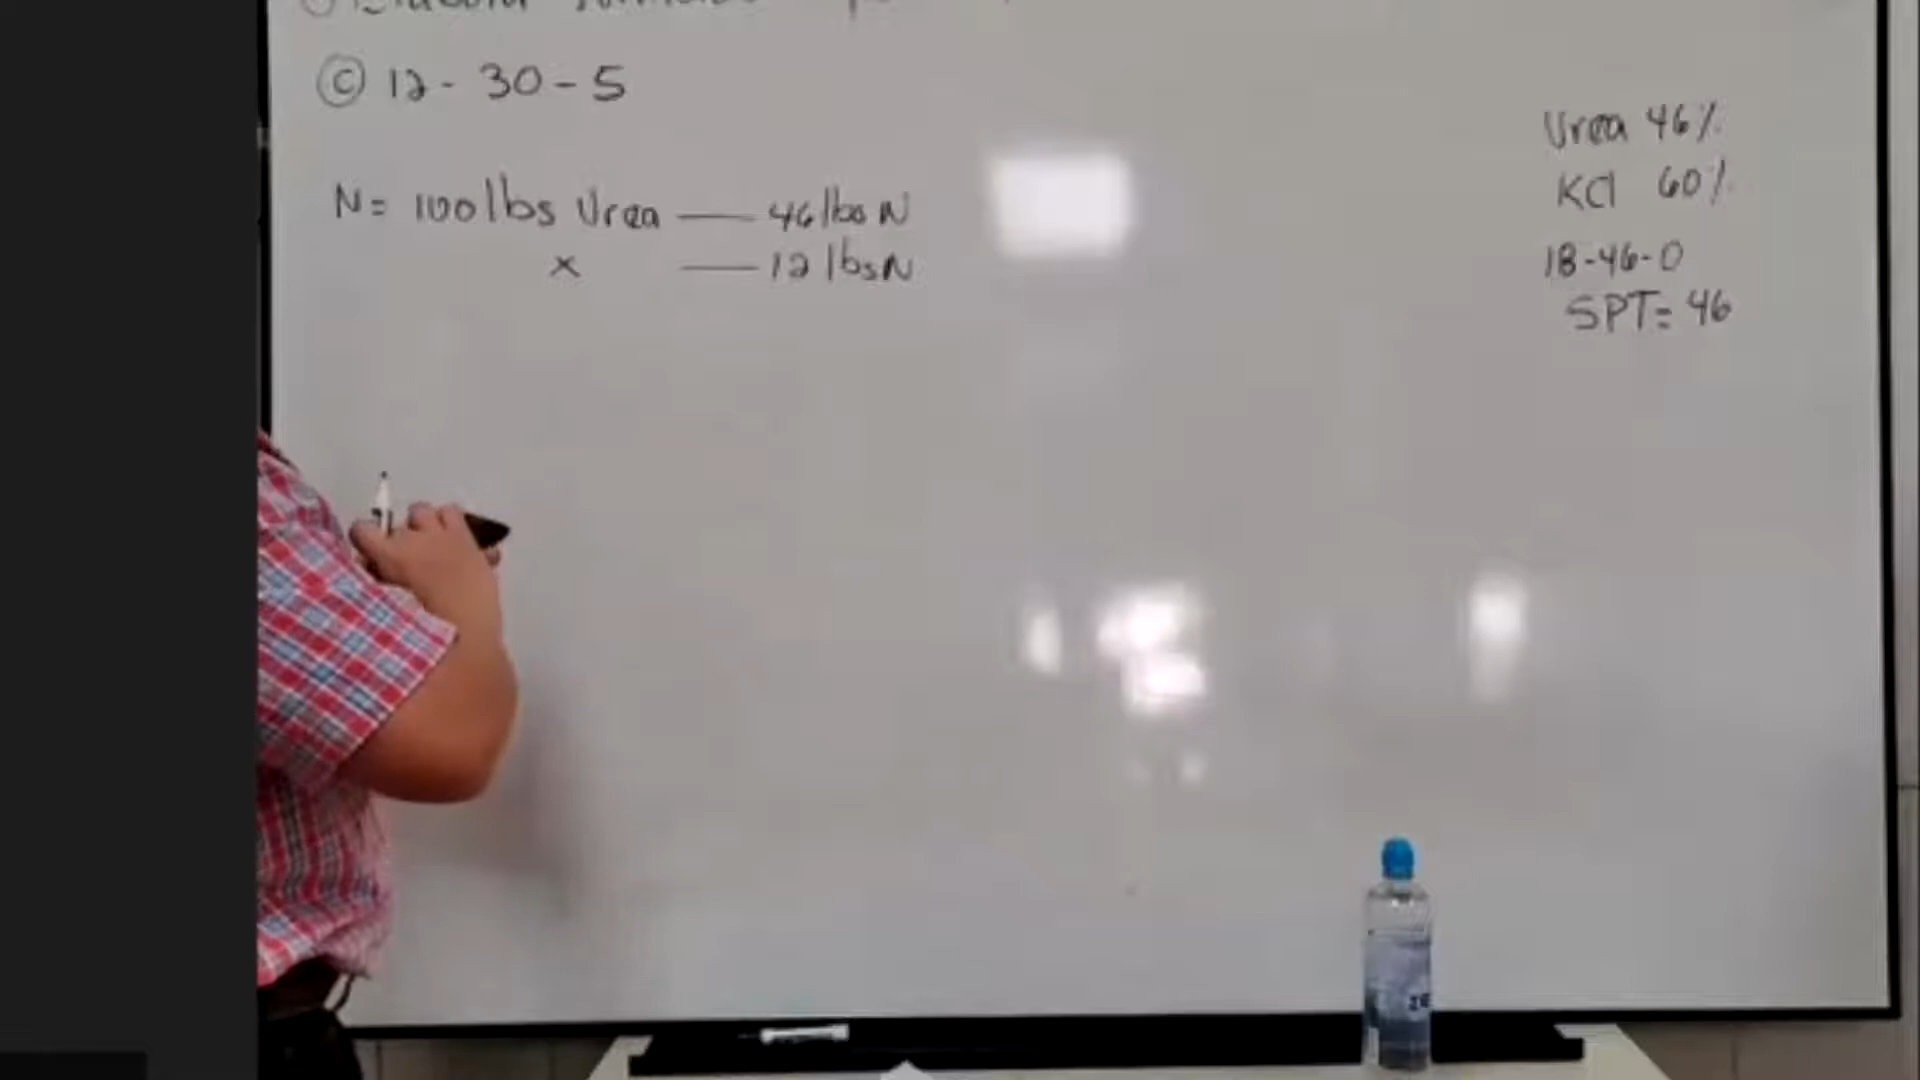 © 12 - 30 - 5
N = 100 lbs Urea — 46 lbs N
x — 12 lbs N
Urea 46%
KCl 60%
18-46-0
SPT = 46